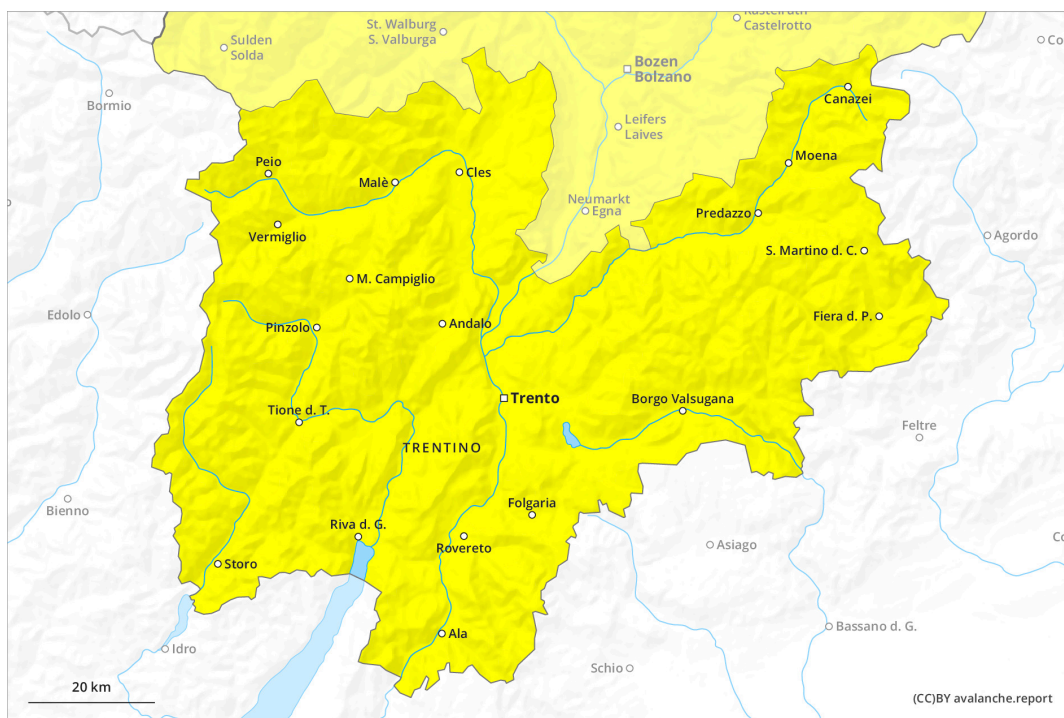 Kastelruth
Castelrotto
St. Walburg
S. Valburga
Sulden
Solda
Co
Bozen
Bolzano
Canazei
Bormio
Leifers
Laives
Moena
Peio
Malè
Cles
Neumarkt
Egna
Predazzo
Vermiglio
Agordo
S. Martino d. C.
M. Campiglio
Edolo
Pinzolo
Andalo
Fiera d. P.
Trento
Borgo Valsugana
Tione d. T.
Feltre
TRENTINO
Bienno
Folgaria
Riva d. G.
Rovereto
Asiago
Co
Storo
Ala
Bassano d. G.
Idro
Schio
20 km
(CC)BY avalanche.report